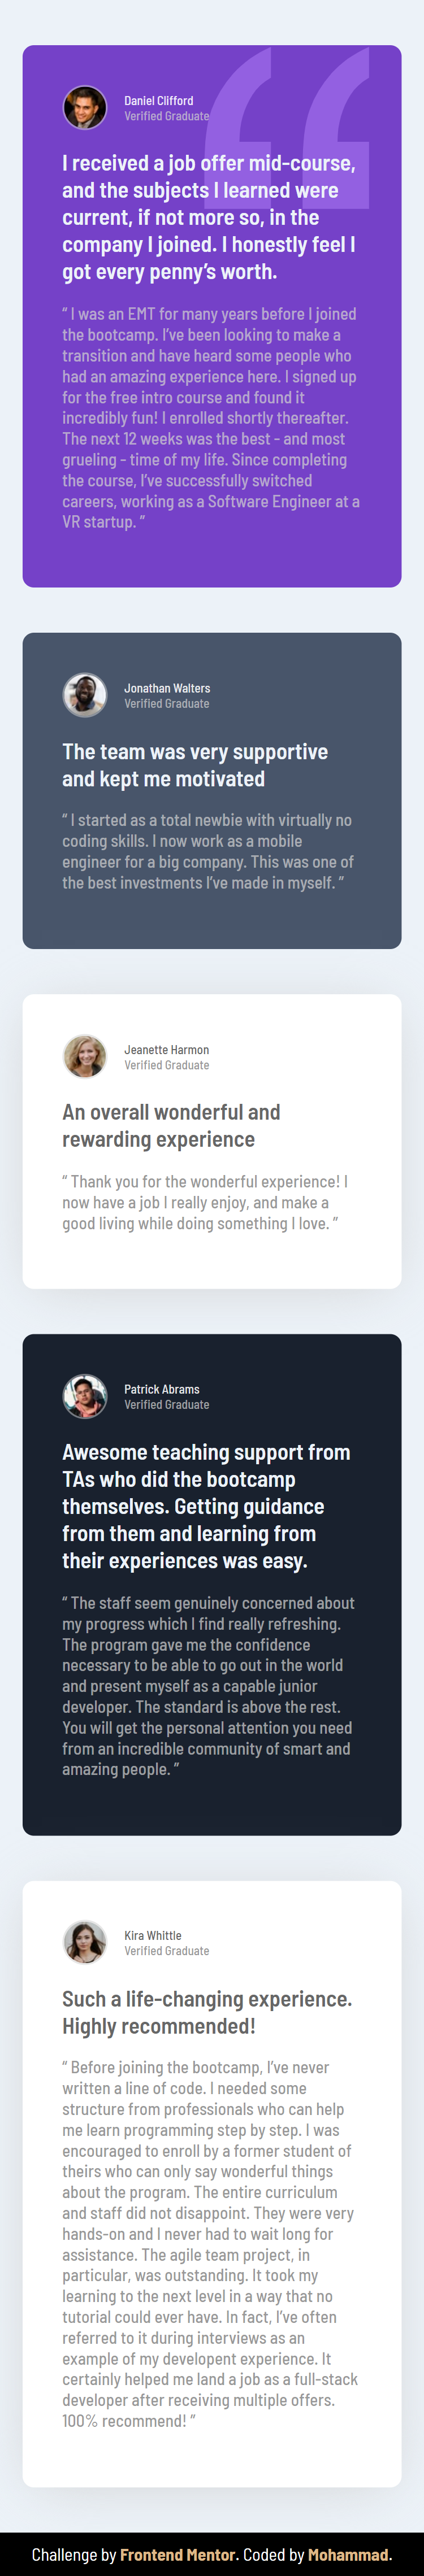 Daniel Clifford
Verified Graduate
I received a job offer mid-course,
and the subjects I learned were
current, if not more so, in the
company I joined. I honestly feel I
got every penny’s worth.
“ I was an EMT for many years before I joined
the bootcamp. I’ve been looking to make a
transition and have heard some people who
had an amazing experience here. I signed up
for the free intro course and found it
incredibly fun! I enrolled shortly thereafter.
The next 12 weeks was the best - and most
grueling - time of my life. Since completing
the course, I’ve successfully switched
careers, working as a Software Engineer at a
VR startup. ”
Jonathan Walters
Verified Graduate
The team was very supportive
and kept me motivated
“ I started as a total newbie with virtually no
coding skills. I now work as a mobile
engineer for a big company. This was one of
the best investments I’ve made in myself. ”
Jeanette Harmon
Verified Graduate
An overall wonderful and
rewarding experience
“ Thank you for the wonderful experience! I
now have a job I really enjoy, and make a
good living while doing something I love. ”
Patrick Abrams
Verified Graduate
Awesome teaching support from
TAs who did the bootcamp
themselves. Getting guidance
from them and learning from
their experiences was easy.
“ The staff seem genuinely concerned about
my progress which I find really refreshing.
The program gave me the confidence
necessary to be able to go out in the world
and present myself as a capable junior
developer. The standard is above the rest.
You will get the personal attention you need
from an incredible community of smart and
amazing people. ”
Kira Whittle
Verified Graduate
Such a life-changing experience.
Highly recommended!
“ Before joining the bootcamp, I’ve never
written a line of code. I needed some
structure from professionals who can help
me learn programming step by step. I was
encouraged to enroll by a former student of
theirs who can only say wonderful things
about the program. The entire curriculum
and staff did not disappoint. They were very
hands-on and I never had to wait long for
assistance. The agile team project, in
particular, was outstanding. It took my
learning to the next level in a way that no
tutorial could ever have. In fact, I’ve often
referred to it during interviews as an
example of my developent experience. It
certainly helped me land a job as a full-stack
developer after receiving multiple offers.
100% recommend! ”
Challenge by Frontend Mentor. Coded by Mohammad.